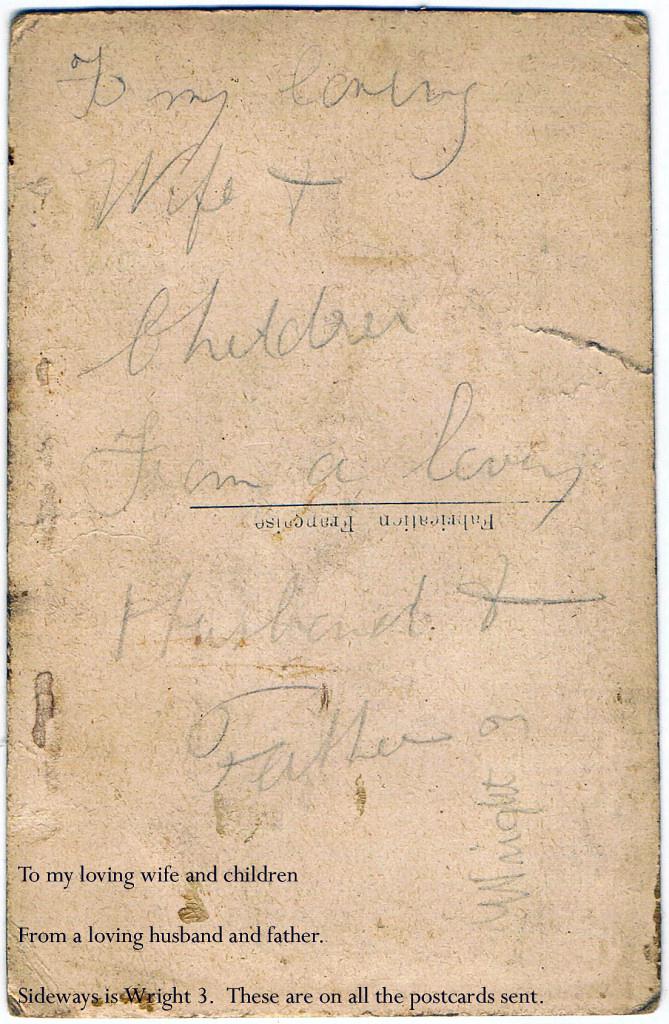 To my loving
Wife &
Children
From a loving
Fabrication Française
Husband &
Father
Wright 3
To my loving wife and children
From a loving husband and father.
Sideways is Wright 3. These are on all the postcards sent.